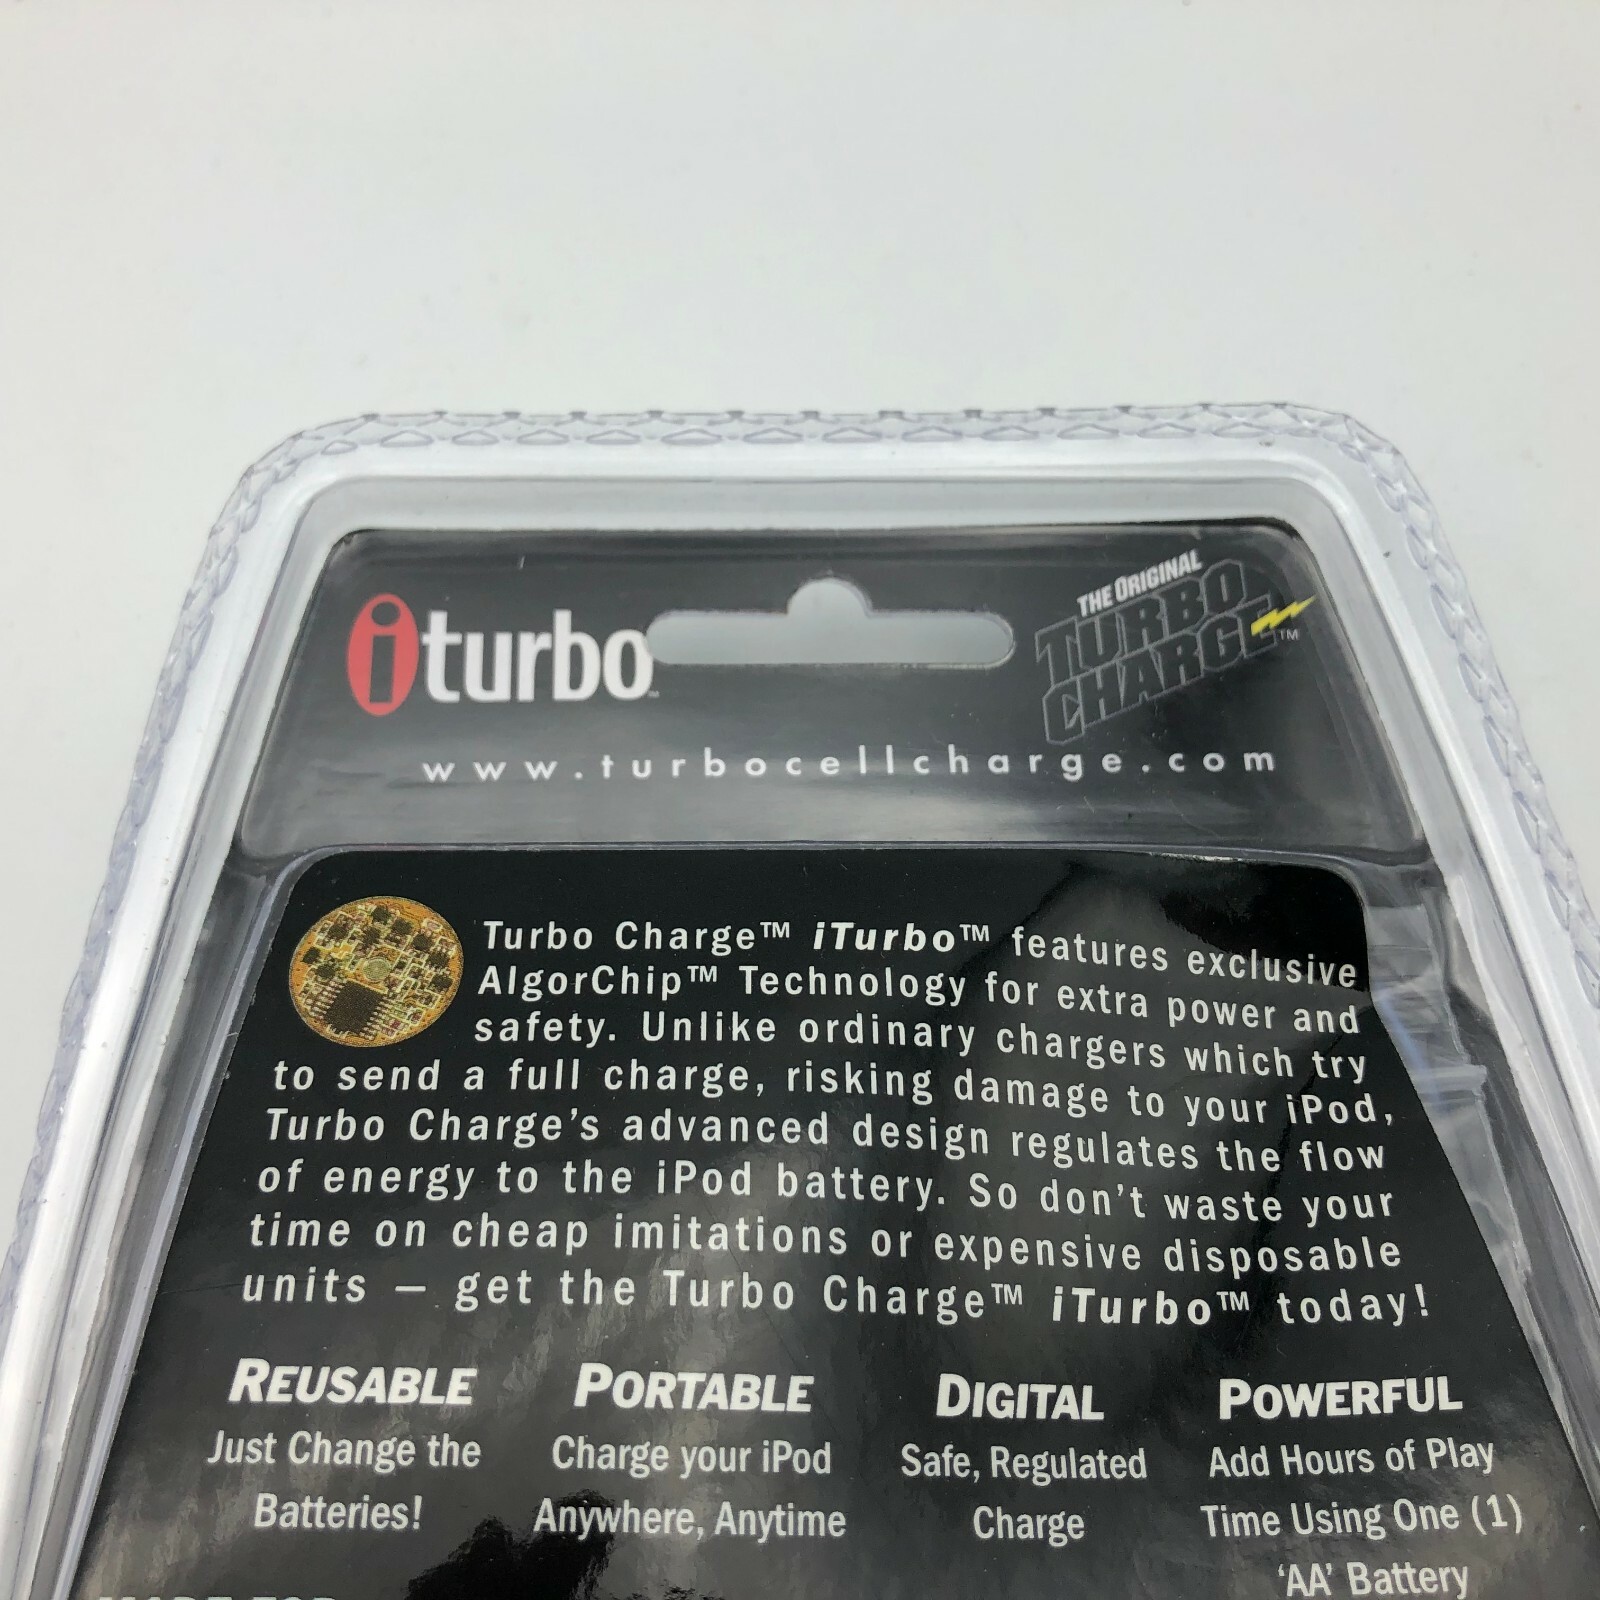 iturbo™
THE ORIGINAL
TURBO
CHARGE™
www.turbocellcharge.com
Turbo Charge™ iTurbo™ features exclusive
AlgorChip™ Technology for extra power and
safety. Unlike ordinary chargers which try
to send a full charge, risking damage to your iPod,
Turbo Charge's advanced design regulates the flow
of energy to the iPod battery. So don't waste your
time on cheap imitations or expensive disposable
units – get the Turbo Charge™ iTurbo™ today!
REUSABLE
Just Change the
Batteries!
PORTABLE
Charge your iPod
Anywhere, Anytime
DIGITAL
Safe, Regulated
Charge
POWERFUL
Add Hours of Play
Time Using One (1)
'AA' Battery
MADE FOR